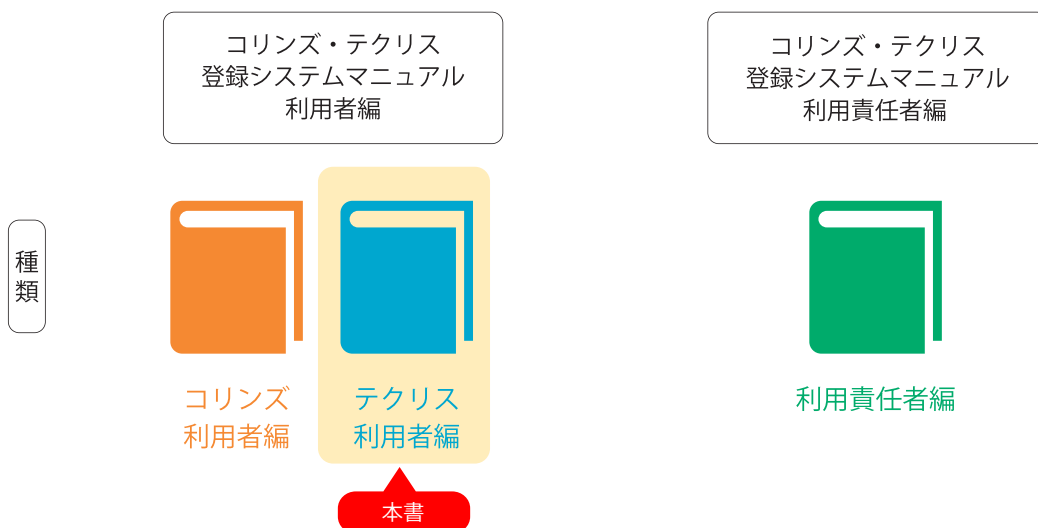 コリンズ・テクリス
登録システムマニュアル
利用者編
コリンズ・テクリス
登録システムマニュアル
利用責任者編
種類
コリンズ
利用者編
テクリス
利用者編
利用責任者編
本書